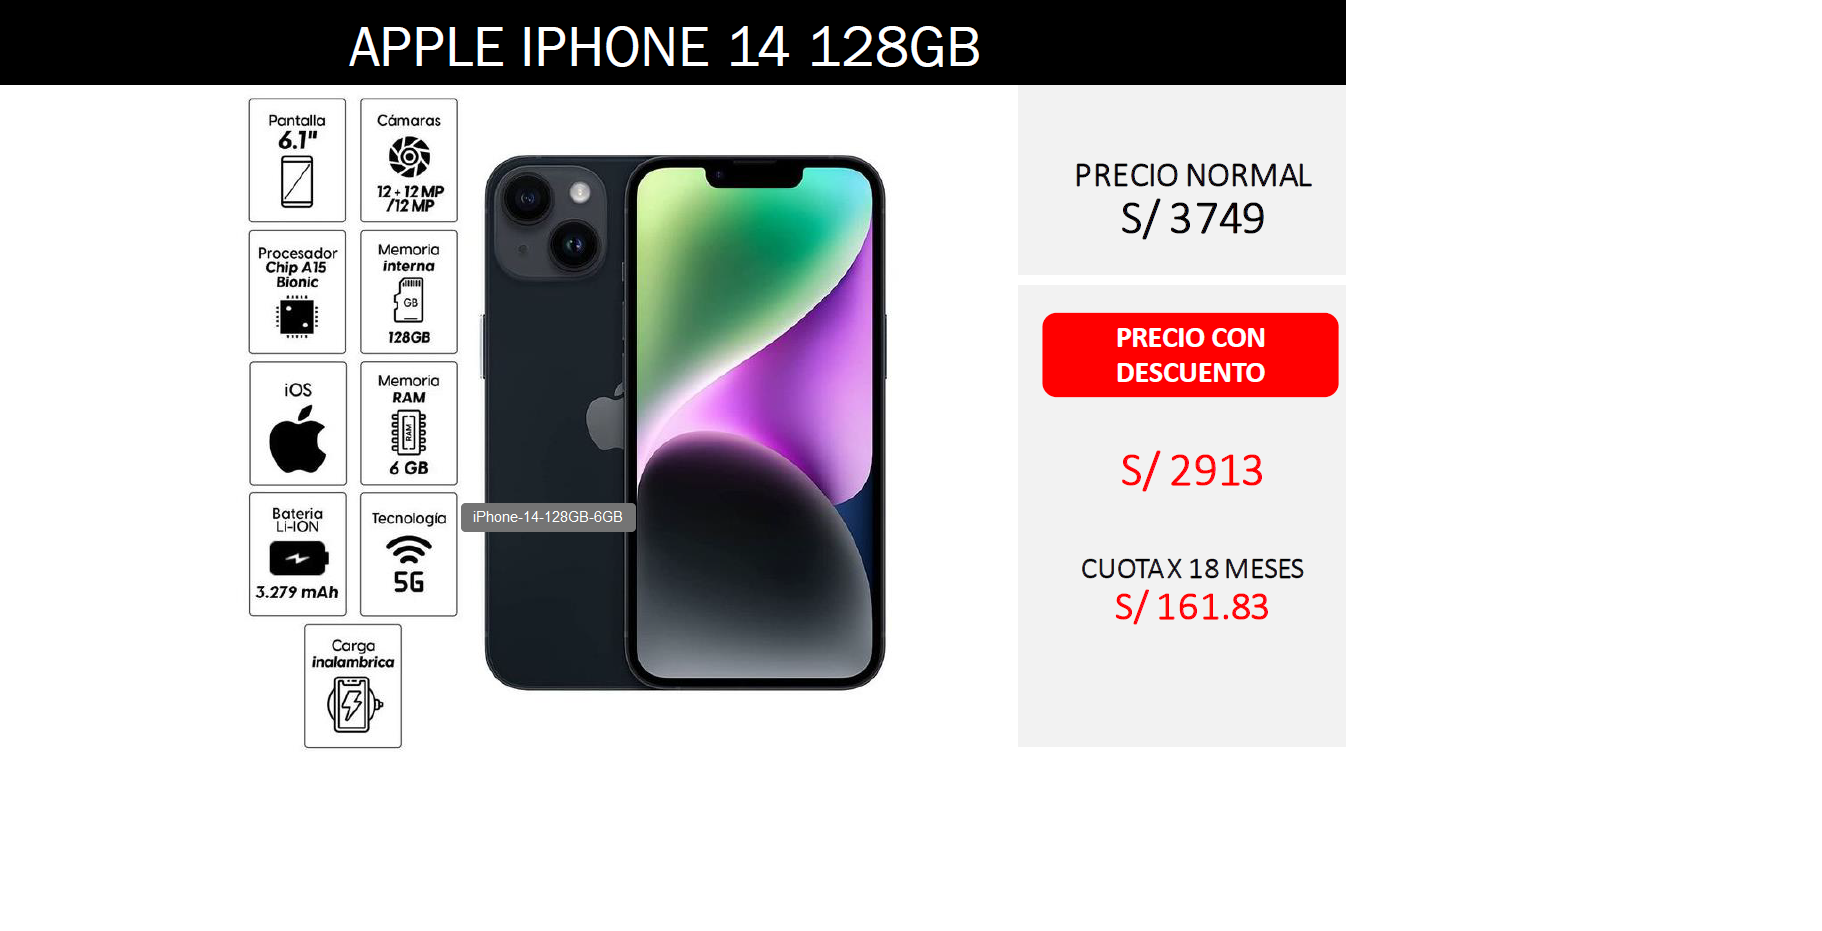 APPLE IPHONE 14 128GB
Pantalla
6.1"
Cámaras
12 + 12 MP
/12 MP
Procesador
Chip A15
Bionic
Memoria
interna
GB
128GB
iOS
Memoria
RAM
RAM
6 GB
Bateria
Li-ION
3.279 mAh
Tecnología
5G
Carga
inalambrica
iPhone-14-128GB-6GB
PRECIO NORMAL
S/ 3749
PRECIO CON
DESCUENTO
S/ 2913
CUOTA X 18 MESES
S/ 161.83